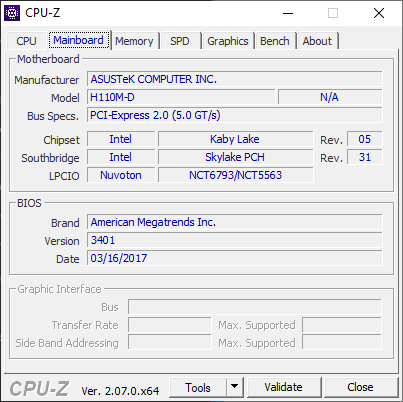 CPU-Z
CPU Mainboard Memory SPD Graphics Bench About
Motherboard
Manufacturer ASUSTeK COMPUTER INC.
Model H110M-D N/A
Bus Specs. PCI-Express 2.0 (5.0 GT/s)
Chipset Intel Kaby Lake Rev. 05
Southbridge Intel Skylake PCH Rev. 31
LPCIO Nuvoton NCT6793/NCT5563
BIOS
Brand American Megatrends Inc.
Version 3401
Date 03/16/2017
Graphic Interface
Bus
Transfer Rate Max. Supported
Side Band Addressing Max. Supported
CPU-Z Ver. 2.07.0.x64 Tools Validate Close